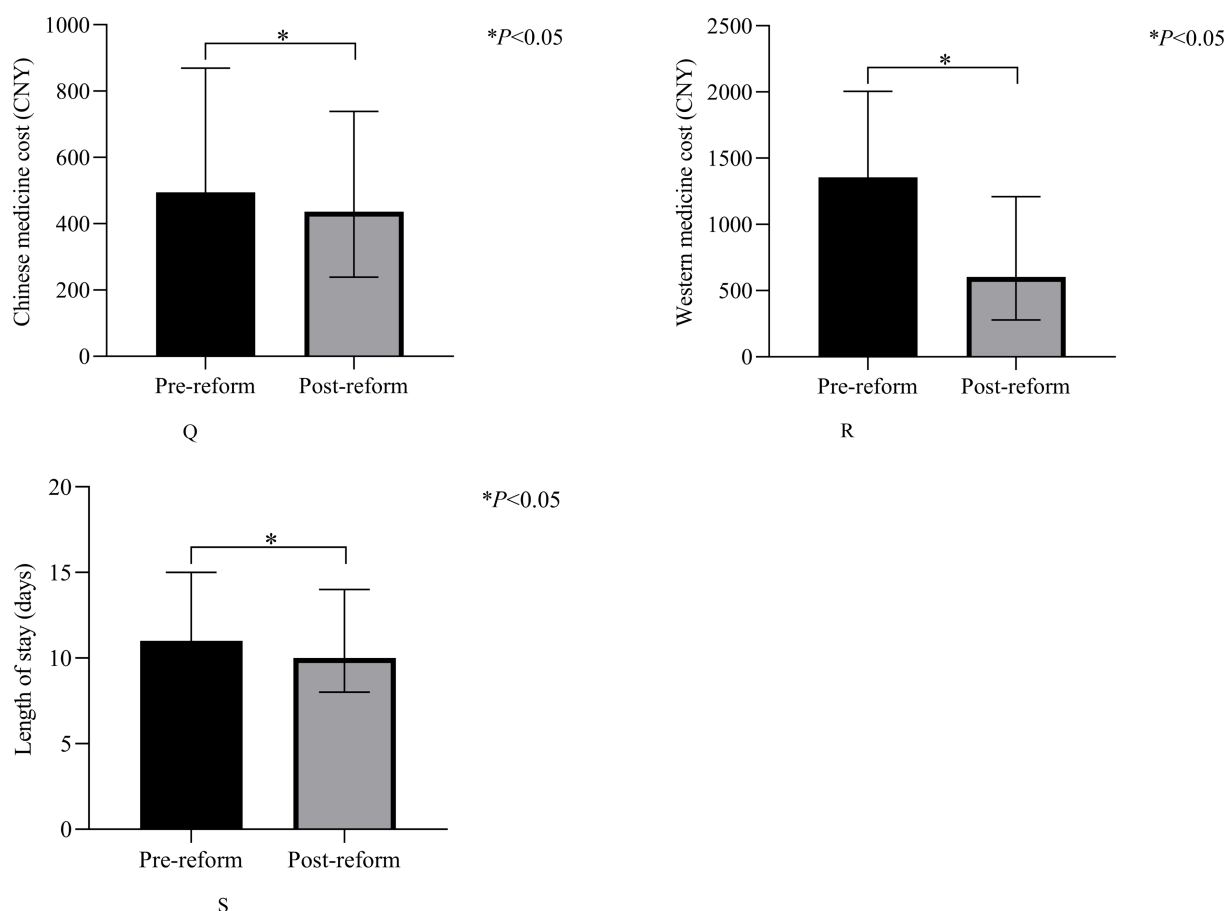 *P<0.05
Chinese medicine cost (CNY)
1000
800
600
400
200
0
*
Pre-reform
Post-reform
Q
*P<0.05
Western medicine cost (CNY)
2500
2000
1500
1000
500
0
*
Pre-reform
Post-reform
R
*P<0.05
Length of stay (days)
20
15
10
5
0
*
Pre-reform
Post-reform
S